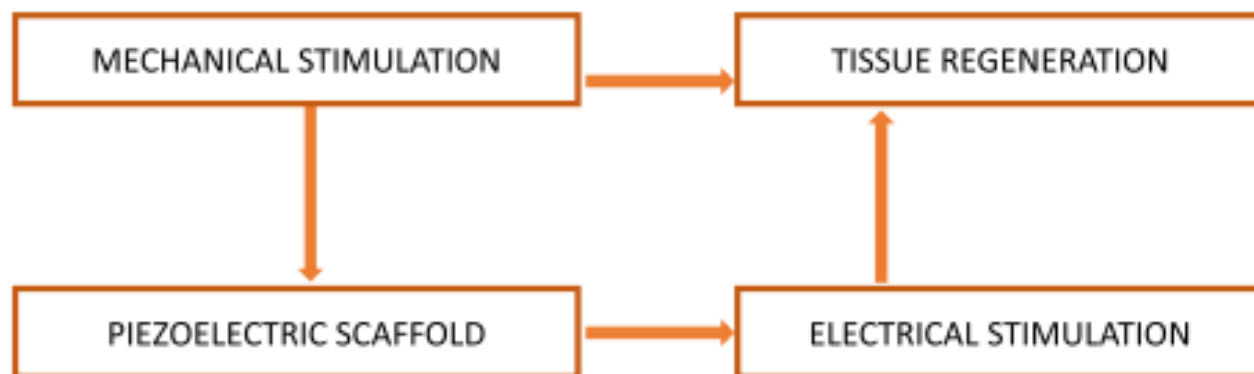 MECHANICAL STIMULATION
TISSUE REGENERATION
PIEZOELECTRIC SCAFFOLD
ELECTRICAL STIMULATION